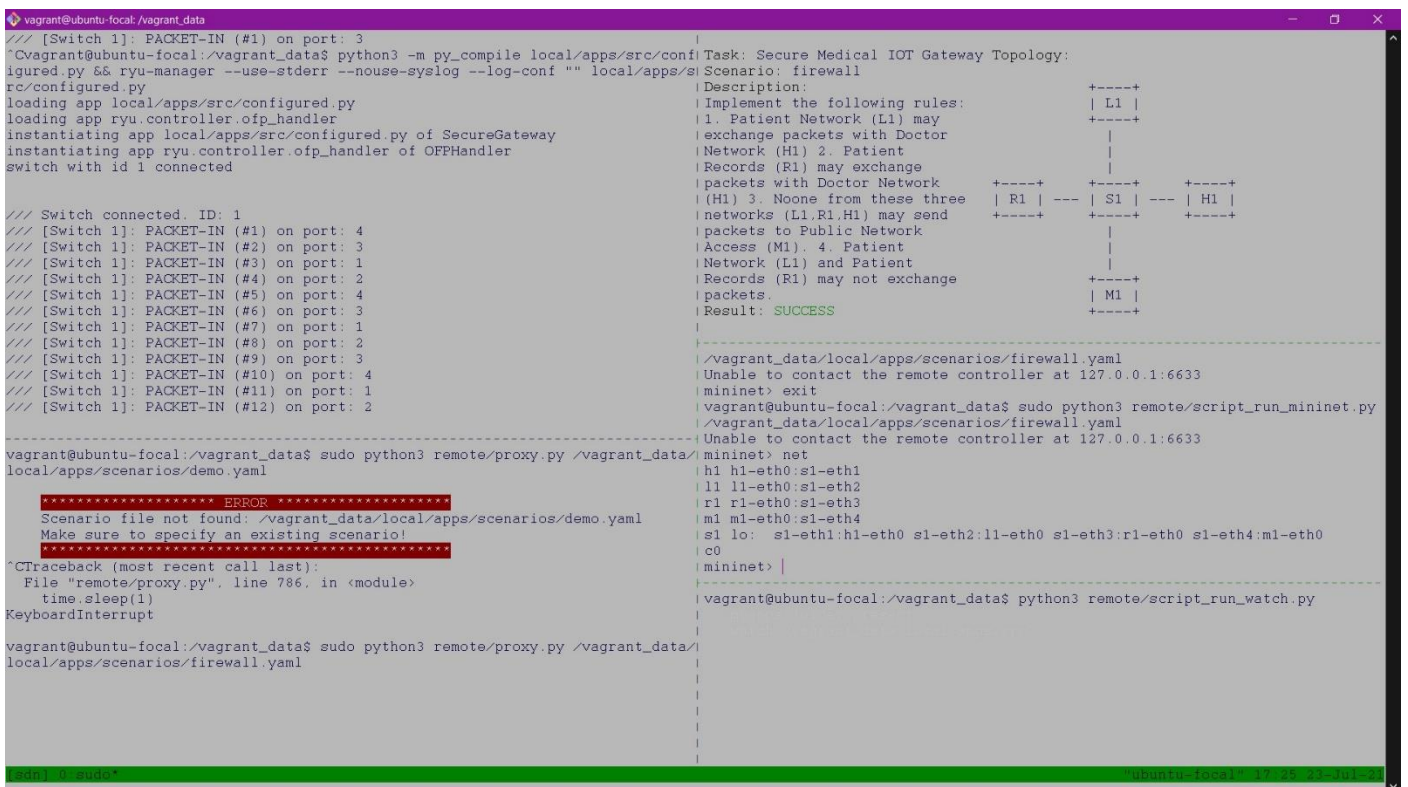 vagrant@ubuntu-focal: /vagrant_data
/// [Switch 1]: PACKET-IN (#1) on port: 3
^Cvagrant@ubuntu-focal:/vagrant_data$ python3 -m py_compile local/apps/src/conf
igured.py && ryu-manager --use-stderr --nouse-syslog --log-conf "" local/apps/s
rc/configured.py
loading app local/apps/src/configured.py
loading app ryu.controller.ofp_handler
instantiating app local/apps/src/configured.py of SecureGateway
instantiating app ryu.controller.ofp_handler of OFPHandler
switch with id 1 connected
/// Switch connected. ID: 1
/// [Switch 1]: PACKET-IN (#1) on port: 4
/// [Switch 1]: PACKET-IN (#2) on port: 3
/// [Switch 1]: PACKET-IN (#3) on port: 1
/// [Switch 1]: PACKET-IN (#4) on port: 2
/// [Switch 1]: PACKET-IN (#5) on port: 4
/// [Switch 1]: PACKET-IN (#6) on port: 3
/// [Switch 1]: PACKET-IN (#7) on port: 1
/// [Switch 1]: PACKET-IN (#8) on port: 2
/// [Switch 1]: PACKET-IN (#9) on port: 3
/// [Switch 1]: PACKET-IN (#10) on port: 4
/// [Switch 1]: PACKET-IN (#11) on port: 1
/// [Switch 1]: PACKET-IN (#12) on port: 2
vagrant@ubuntu-focal:/vagrant_data$ sudo python3 remote/proxy.py /vagrant_data/
local/apps/scenarios/demo.yaml
******************** ERROR ********************
Scenario file not found: /vagrant_data/local/apps/scenarios/demo.yaml
Make sure to specify an existing scenario!
***********************************************
^CTraceback (most recent call last):
File "remote/proxy.py", line 786, in <module>
time.sleep(1)
KeyboardInterrupt
vagrant@ubuntu-focal:/vagrant_data$ sudo python3 remote/proxy.py /vagrant_data/
local/apps/scenarios/firewall.yaml
Task: Secure Medical IOT Gateway Topology:
Scenario: firewall
Description:
Implement the following rules:
1. Patient Network (L1) may
exchange packets with Doctor
Network (H1) 2. Patient
Records (R1) may exchange
packets with Doctor Network
(H1) 3. Noone from these three
networks (L1,R1,H1) may send
packets to Public Network
Access (M1). 4. Patient
Network (L1) and Patient
Records (R1) may not exchange
packets.
Result: SUCCESS
+----+
| L1 |
+----+
|
|
|
+----+ +----+ +----+
| R1 | --- | S1 | --- | H1 |
+----+ +----+ +----+
|
|
|
+----+
| M1 |
+----+
/vagrant_data/local/apps/scenarios/firewall.yaml
Unable to contact the remote controller at 127.0.0.1:6633
mininet> exit
vagrant@ubuntu-focal:/vagrant_data$ sudo python3 remote/script_run_mininet.py
/vagrant_data/local/apps/scenarios/firewall.yaml
Unable to contact the remote controller at 127.0.0.1:6633
mininet> net
h1 h1-eth0:s1-eth1
l1 l1-eth0:s1-eth2
r1 r1-eth0:s1-eth3
m1 m1-eth0:s1-eth4
s1 lo:  s1-eth1:h1-eth0 s1-eth2:l1-eth0 s1-eth3:r1-eth0 s1-eth4:m1-eth0
c0
mininet>
vagrant@ubuntu-focal:/vagrant_data$ python3 remote/script_run_watch.py
[sdn] 0 sudo* "ubuntu-focal" 17:25 23-Jul-21